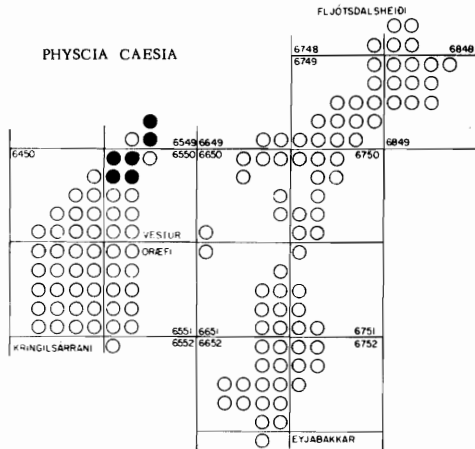 FLJÓTSDALSHEIÐI
PHYSCIA CAESIA
6748 6848
6749
6549 6649 6849
6450 6550 6650 6750
VESTUR
ÖRÆFI
6551 6651 6751
KRINGILSÁRRANI 6552 6652 6752
EYJABAKKAR